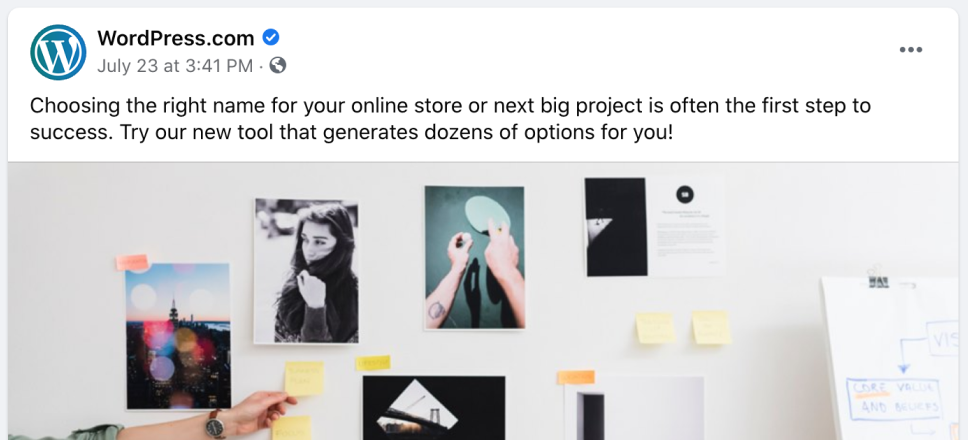 WordPress.com
July 23 at 3:41 PM ·
Choosing the right name for your online store or next big project is often the first step to
success. Try our new tool that generates dozens of options for you!
VIS
CORE VALUE
AND BELIEFS